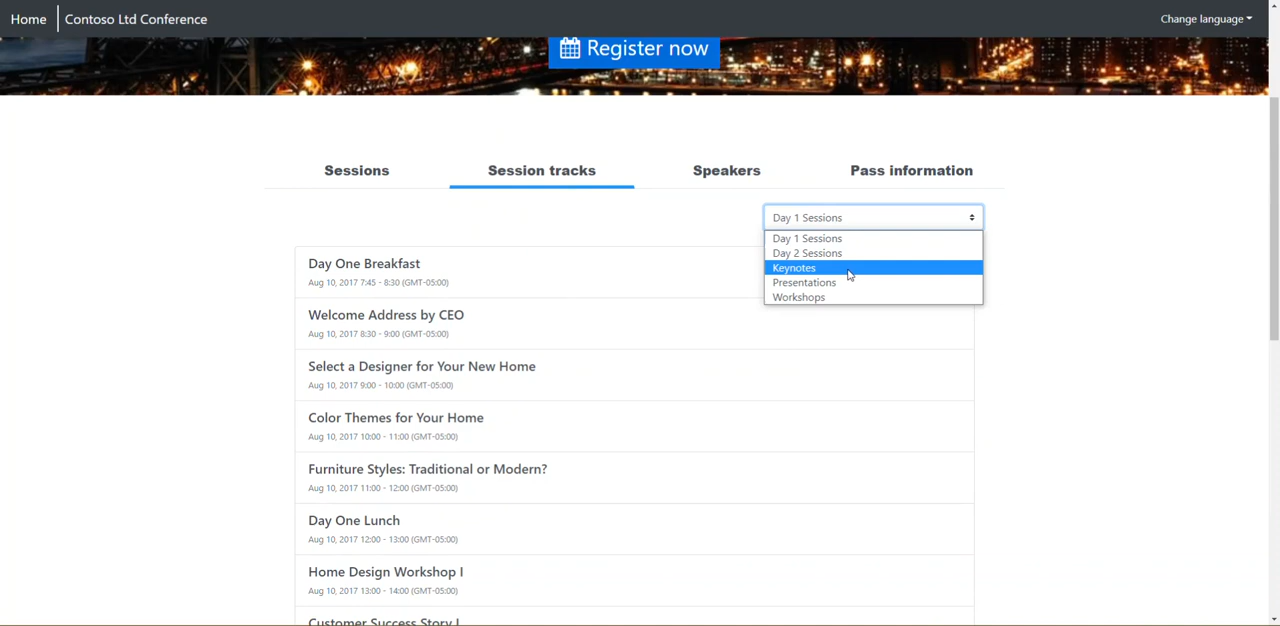 Home
Contoso Ltd Conference
Change language
Register now
Sessions
Session tracks
Speakers
Pass information
Day 1 Sessions
Day 1 Sessions
Day 2 Sessions
Keynotes
Presentations
Workshops
Day One Breakfast
Aug 10, 2017 7:45 - 8:30 (GMT-05:00)
Welcome Address by CEO
Aug 10, 2017 8:30 - 9:00 (GMT-05:00)
Select a Designer for Your New Home
Aug 10, 2017 9:00 - 10:00 (GMT-05:00)
Color Themes for Your Home
Aug 10, 2017 10:00 - 11:00 (GMT-05:00)
Furniture Styles: Traditional or Modern?
Aug 10, 2017 11:00 - 12:00 (GMT-05:00)
Day One Lunch
Aug 10, 2017 12:00 - 13:00 (GMT-05:00)
Home Design Workshop I
Aug 10, 2017 13:00 - 14:00 (GMT-05:00)
Customer Success Story I